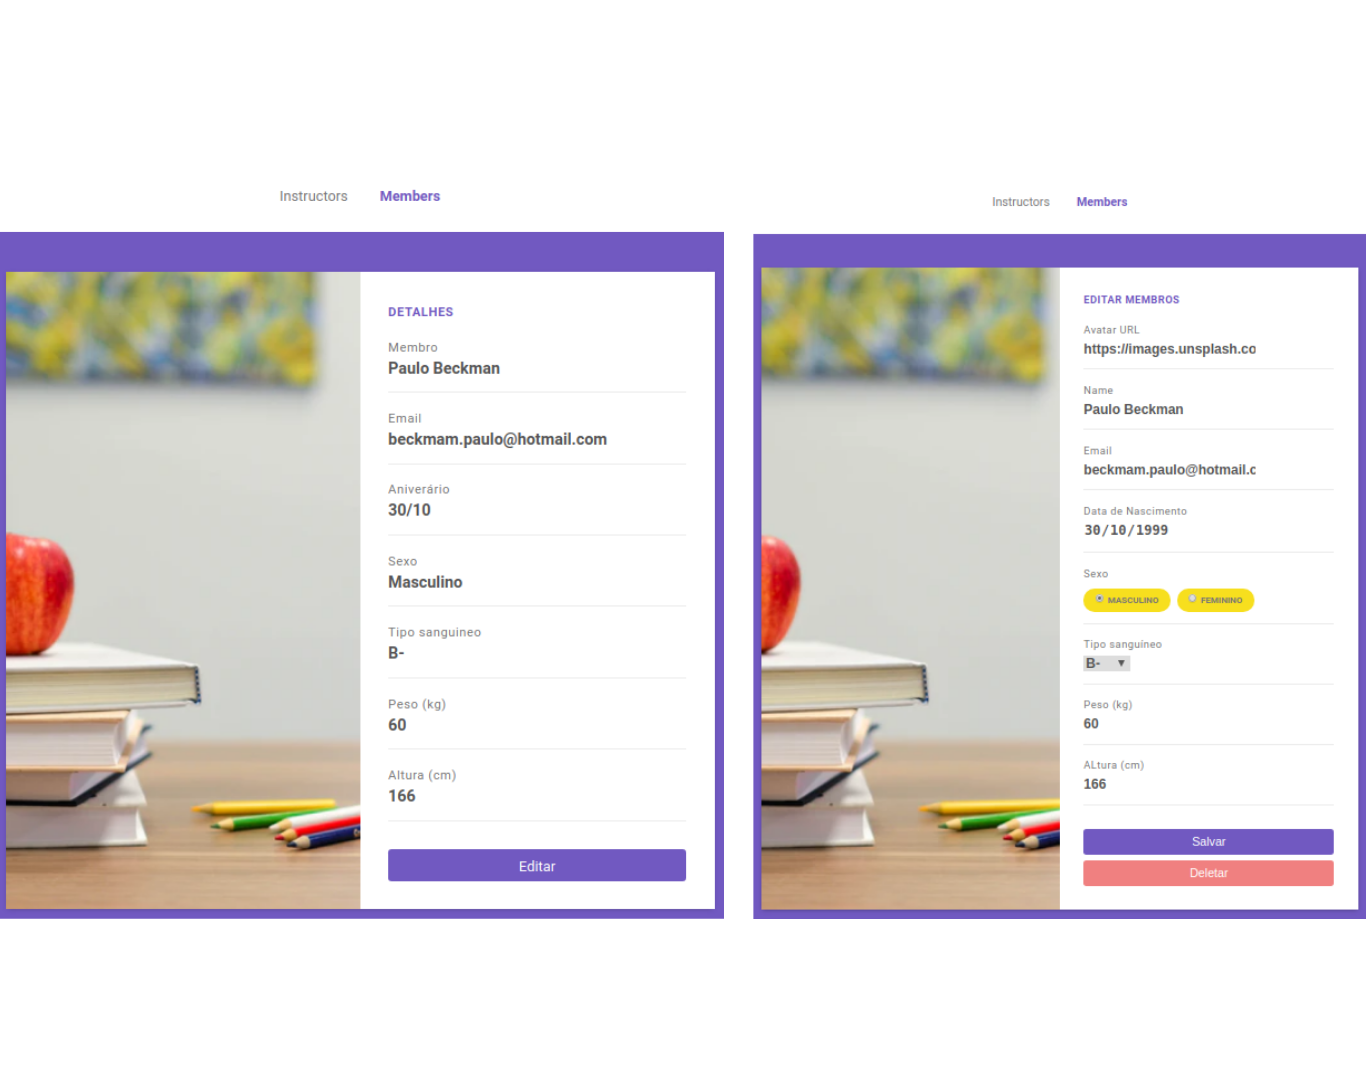 Instructors Members
DETALHES
Membro
Paulo Beckman
Email
beckmam.paulo@hotmail.com
Aniverário
30/10
Sexo
Masculino
Tipo sanguineo
B-
Peso (kg)
60
Altura (cm)
166
Editar
Instructors Members
EDITAR MEMBROS
Avatar URL
https://images.unsplash.co
Name
Paulo Beckman
Email
beckmam.paulo@hotmail.c
Data de Nascimento
30/10/1999
Sexo
MASCULINO FEMININO
Tipo sanguíneo
B-
Peso (kg)
60
ALtura (cm)
166
Salvar
Deletar